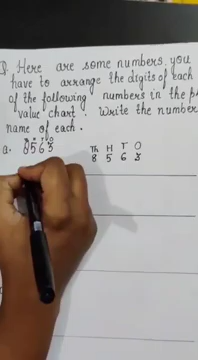 Q. Here are some numbers. you
have to arrange the digits of each
of the following numbers in the p
value chart. Write the number
name of each.
Th H T O
a. 8563
8 5 6 3